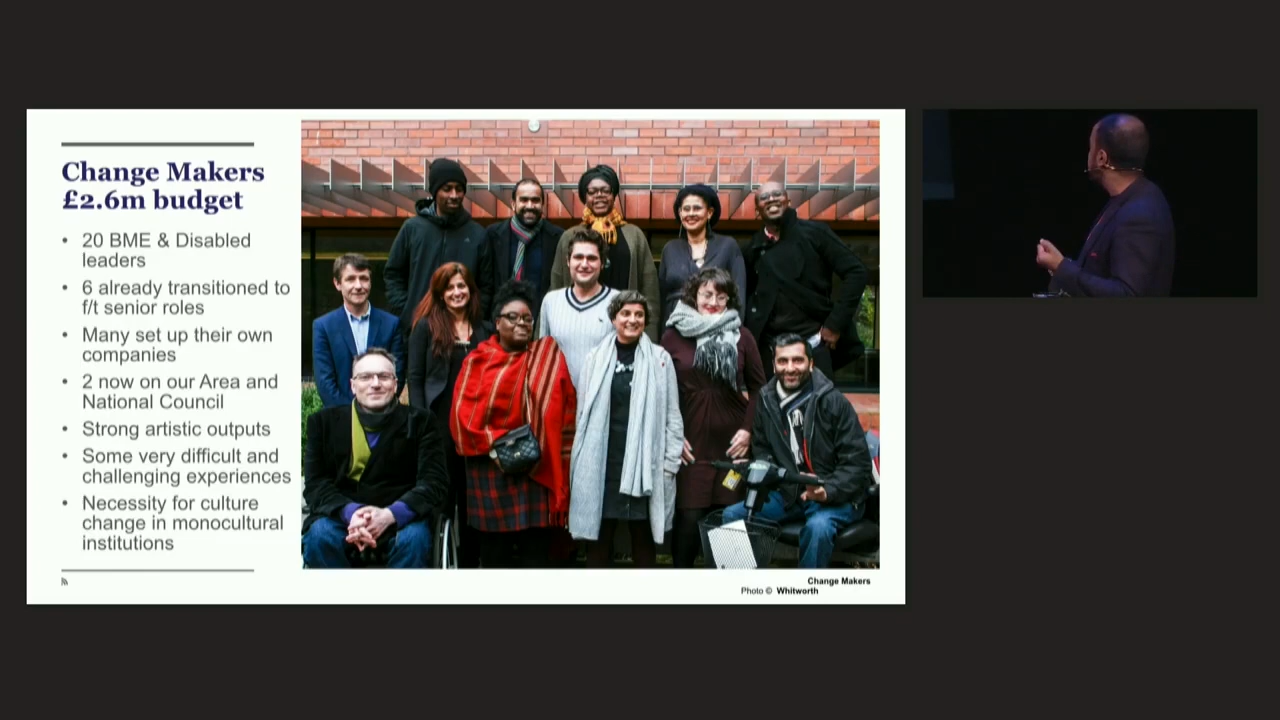 Change Makers
£2.6m budget
• 20 BME & Disabled
leaders
• 6 already transitioned to
f/t senior roles
• Many set up their own
companies
• 2 now on our Area and
National Council
• Strong artistic outputs
• Some very difficult and
challenging experiences
• Necessity for culture
change in monocultural
institutions
Change Makers
Photo © Whitworth